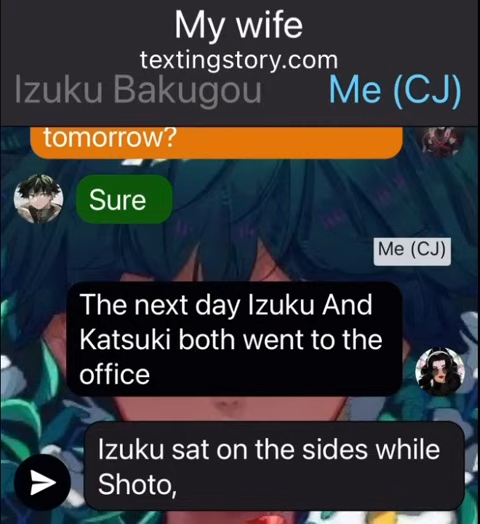 My wife
textingstory.com
Izuku Bakugou Me (CJ)
tomorrow?
Sure
Me (CJ)
The next day Izuku And
Katsuki both went to the
office
Izuku sat on the sides while
Shoto,